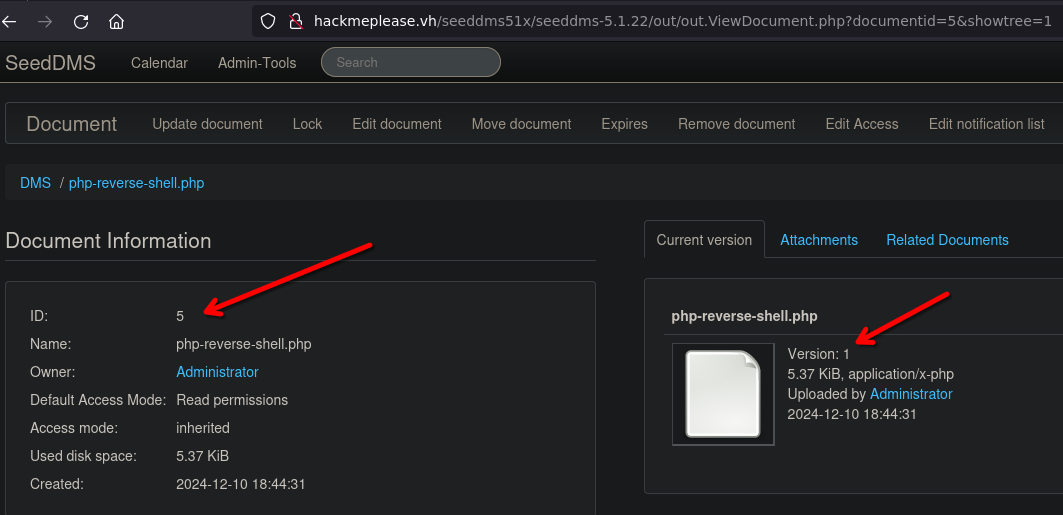 hackmeplease.vh/seeddms51x/seeddms-5.1.22/out/out.ViewDocument.php?documentid=5&showtree=1
SeedDMS Calendar Admin-Tools Search
Document Update document Lock Edit document Move document Expires Remove document Edit Access Edit notification list
DMS / php-reverse-shell.php
Document Information
ID: 5
Name: php-reverse-shell.php
Owner: Administrator
Default Access Mode: Read permissions
Access mode: inherited
Used disk space: 5.37 KiB
Created: 2024-12-10 18:44:31
Current version Attachments Related Documents
php-reverse-shell.php
Version: 1
5.37 KiB, application/x-php
Uploaded by Administrator
2024-12-10 18:44:31